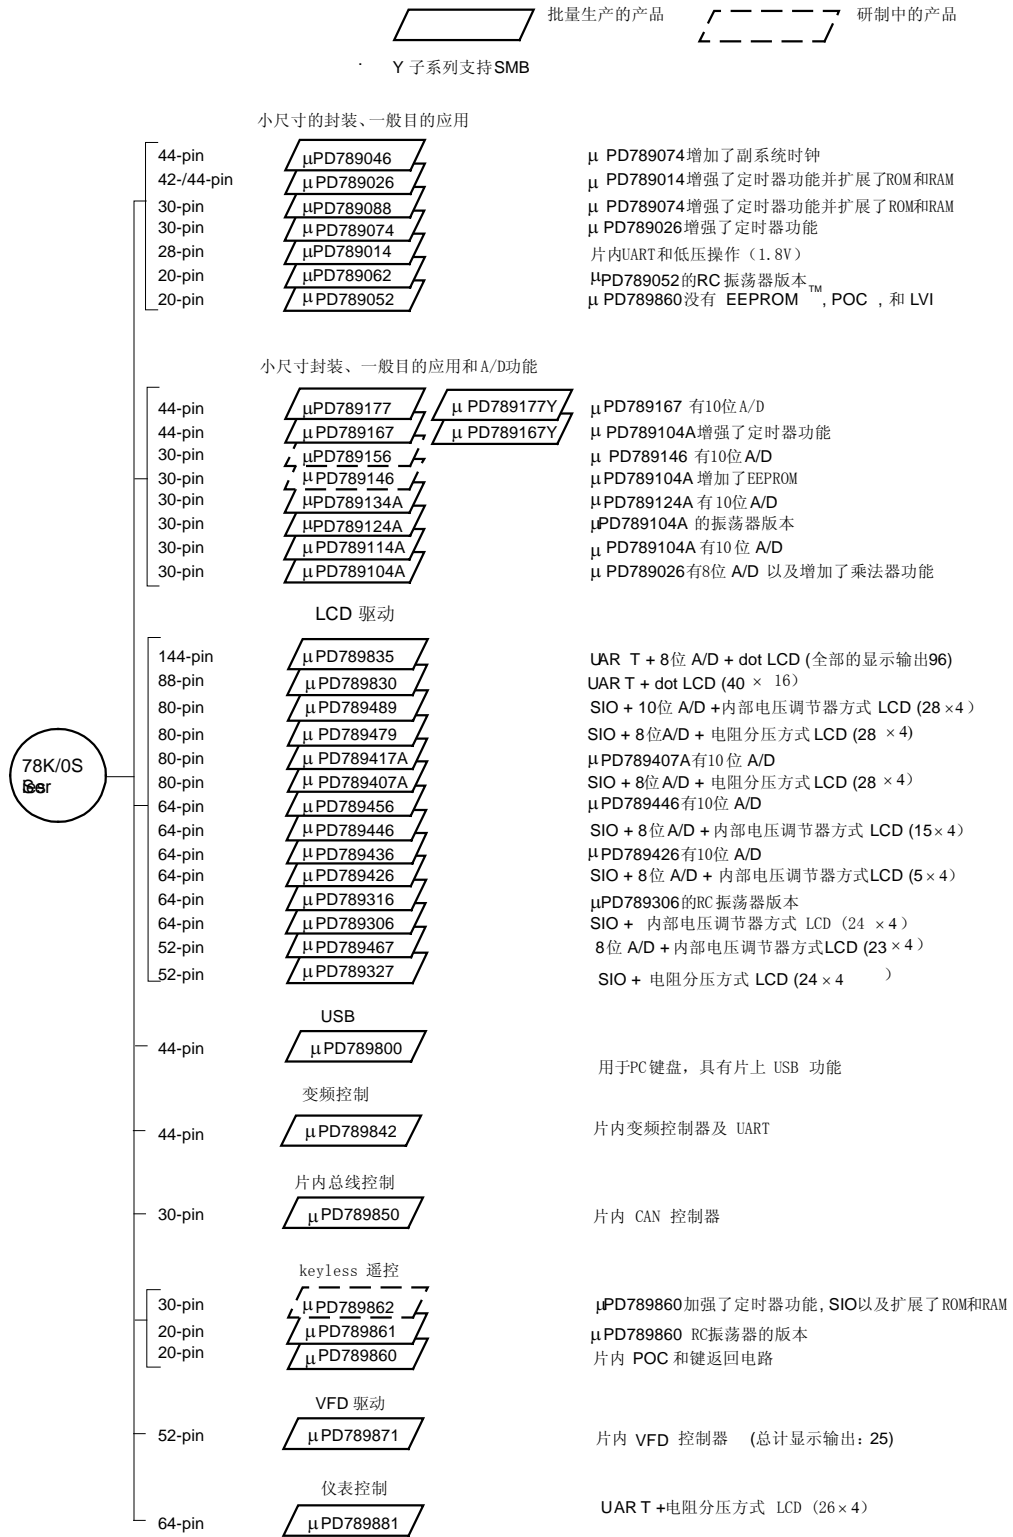 批量生产的产品 研制中的产品
Y 子系列支持SMB
小尺寸的封装、一般目的应用
44-pin μPD789046 μ PD789074增加了副系统时钟
42-/44-pin μ PD789026 μ PD789014增强了定时器功能并扩展了ROM和RAM
30-pin μPD789088 μ PD789074增强了定时器功能并扩展了ROM和RAM
30-pin μ PD789074 μ PD789026增强了定时器功能
28-pin μPD789014 片内UART和低压操作（1.8V）
20-pin μPD789062 μPD789052的RC 振荡器版本
20-pin μ PD789052 μ PD789860没有 EEPROM ™, POC , 和 LVI
小尺寸封装、一般目的应用和A/D功能
44-pin μPD789177 μ PD789177Y μ PD789167 有10位A/D
44-pin μ PD789167 μ PD789167Y μ PD789104A增强了定时器功能
30-pin μPD789156 μ PD789146 有10位 A/D
30-pin μ PD789146 μ PD789104A 增加了EEPROM
30-pin μPD789134A μ PD789124A 有10位 A/D
30-pin μPD789124A μPD789104A 的振荡器版本
30-pin μ PD789114A μ PD789104A 有10 位 A/D
30-pin μ PD789104A μ PD789026有8位 A/D 以及增加了乘法器功能
LCD 驱动
144-pin μ PD789835 UAR T + 8位 A/D + dot LCD (全部的显示输出96)
88-pin μ PD789830 UAR T + dot LCD (40 × 16）
80-pin μ PD789489 SIO + 10位 A/D +内部电压调节器方式 LCD (28 ×4）
80-pin μ PD789479 SIO + 8位A/D + 电阻分压方式 LCD (28 × 4)
80-pin μ PD789417A μ PD789407A有10位 A/D
80-pin μ PD789407A SIO + 8位A/D + 电阻分压方式 LCD (28 × 4）
64-pin μ PD789456 μ PD789446有10位 A/D
64-pin μ PD789446 SIO + 8位 A/D + 内部电压调节器方式 LCD (15× 4）
64-pin μ PD789436 μ PD789426有10位 A/D
64-pin μ PD789426 SIO + 8位 A/D + 内部电压调节器方式LCD (5 × 4）
64-pin μ PD789316 μPD789306的RC 振荡器版本
64-pin μ PD789306 SIO + 内部电压调节器方式 LCD (24 × 4）
52-pin μ PD789467 8位 A/D + 内部电压调节器方式LCD (23 × 4 ）
52-pin μ PD789327 SIO + 电阻分压方式 LCD (24 × 4 ）
78K/0S
Series
USB
44-pin μ PD789800 用于PC键盘，具有片上 USB 功能
变频控制
44-pin μ PD789842 片内变频控制器及 UART
片内总线控制
30-pin μ PD789850 片内 CAN 控制器
keyless 遥控
30-pin μ PD789862 μPD789860加强了定时器功能, SIO以及扩展了ROM和RAM
20-pin μ PD789861 μ PD789860 RC振荡器的版本
20-pin μ PD789860 片内 POC 和键返回电路
VFD 驱动
52-pin μ PD789871 片内 VFD 控制器 (总计显示输出：25)
仪表控制
64-pin μ PD789881 UAR T +电阻分压方式 LCD (26× 4）